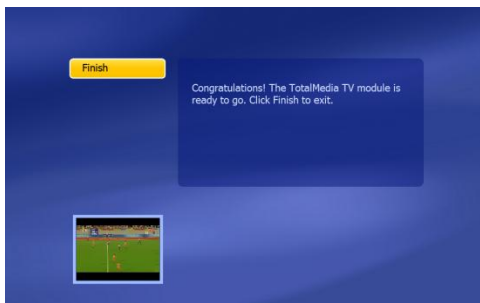 Finish
Congratulations! The TotalMedia TV module is
ready to go. Click Finish to exit.